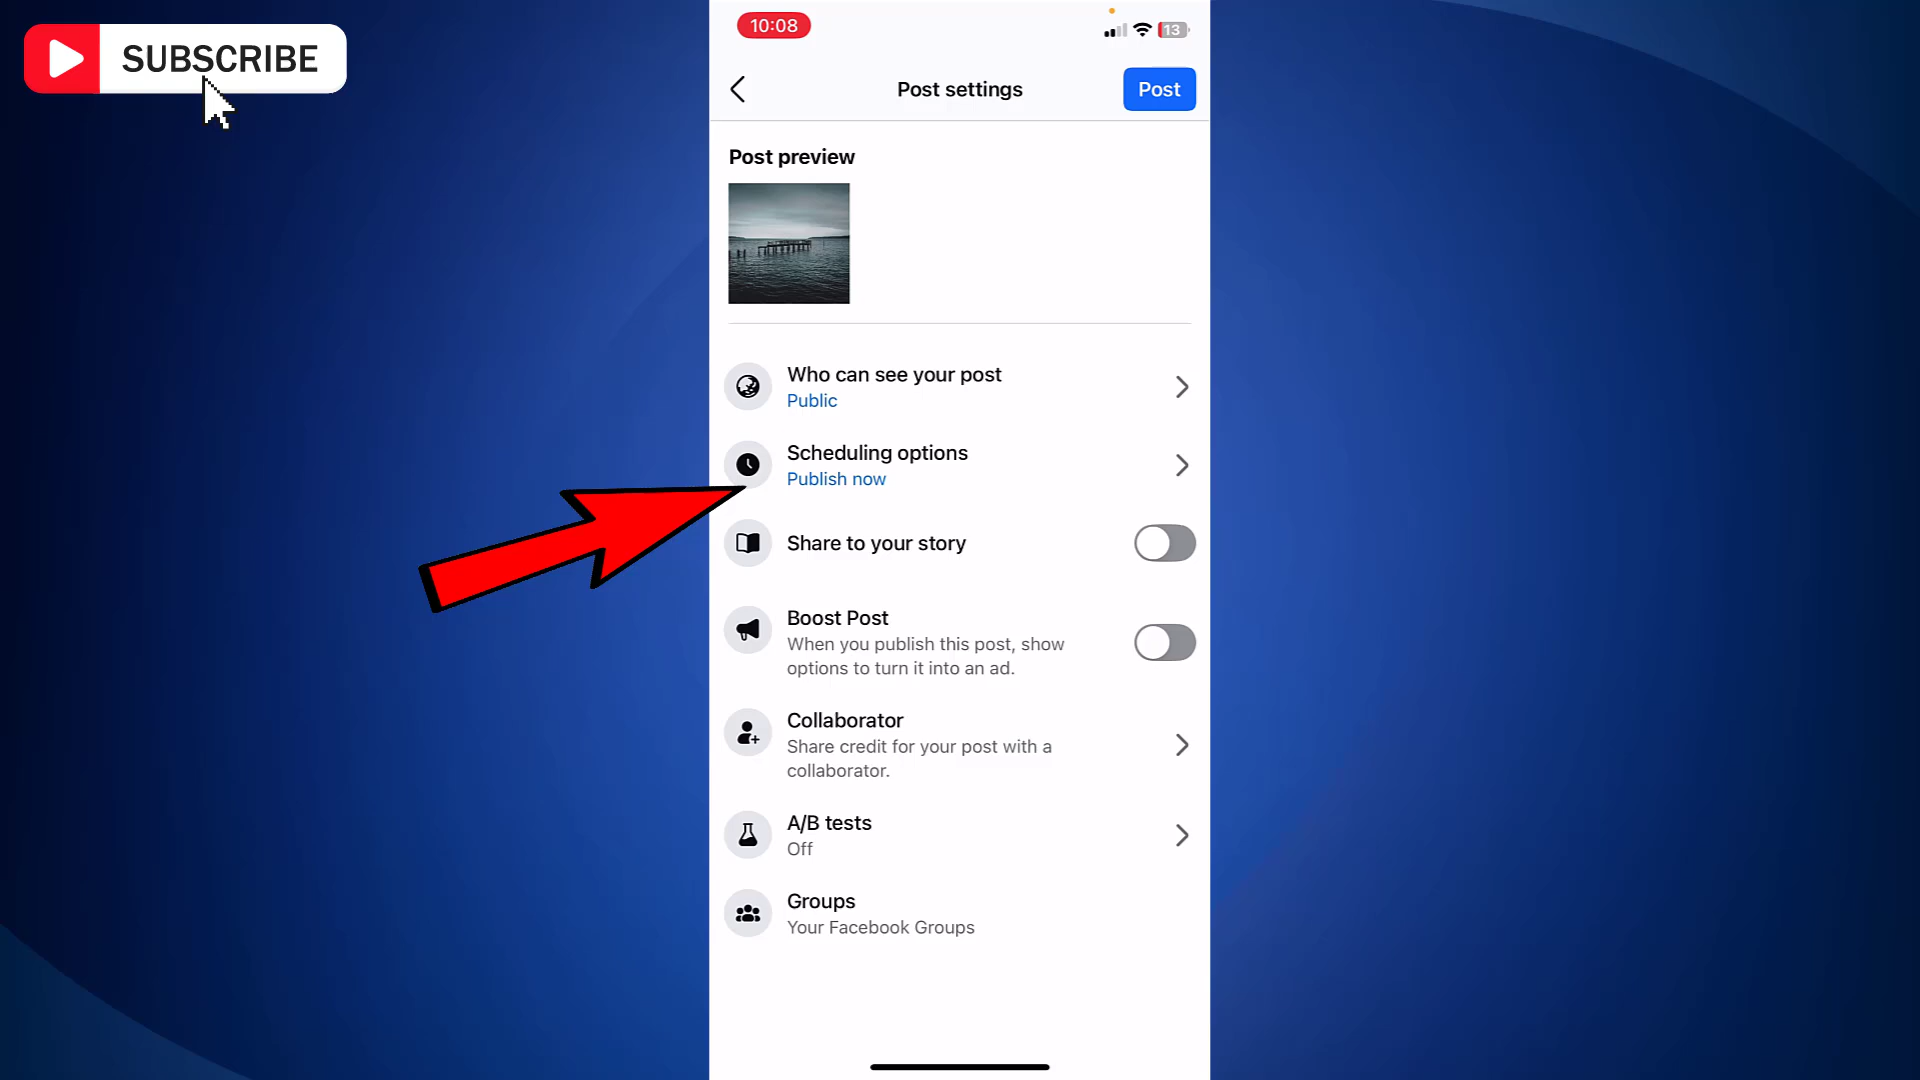 SUBSCRIBE
10:08
13
Post settings
Post
Post preview
Who can see your post
Public
Scheduling options
Publish now
Share to your story
Boost Post
When you publish this post, show
options to turn it into an ad.
Collaborator
Share credit for your post with a
collaborator.
A/B tests
Off
Groups
Your Facebook Groups